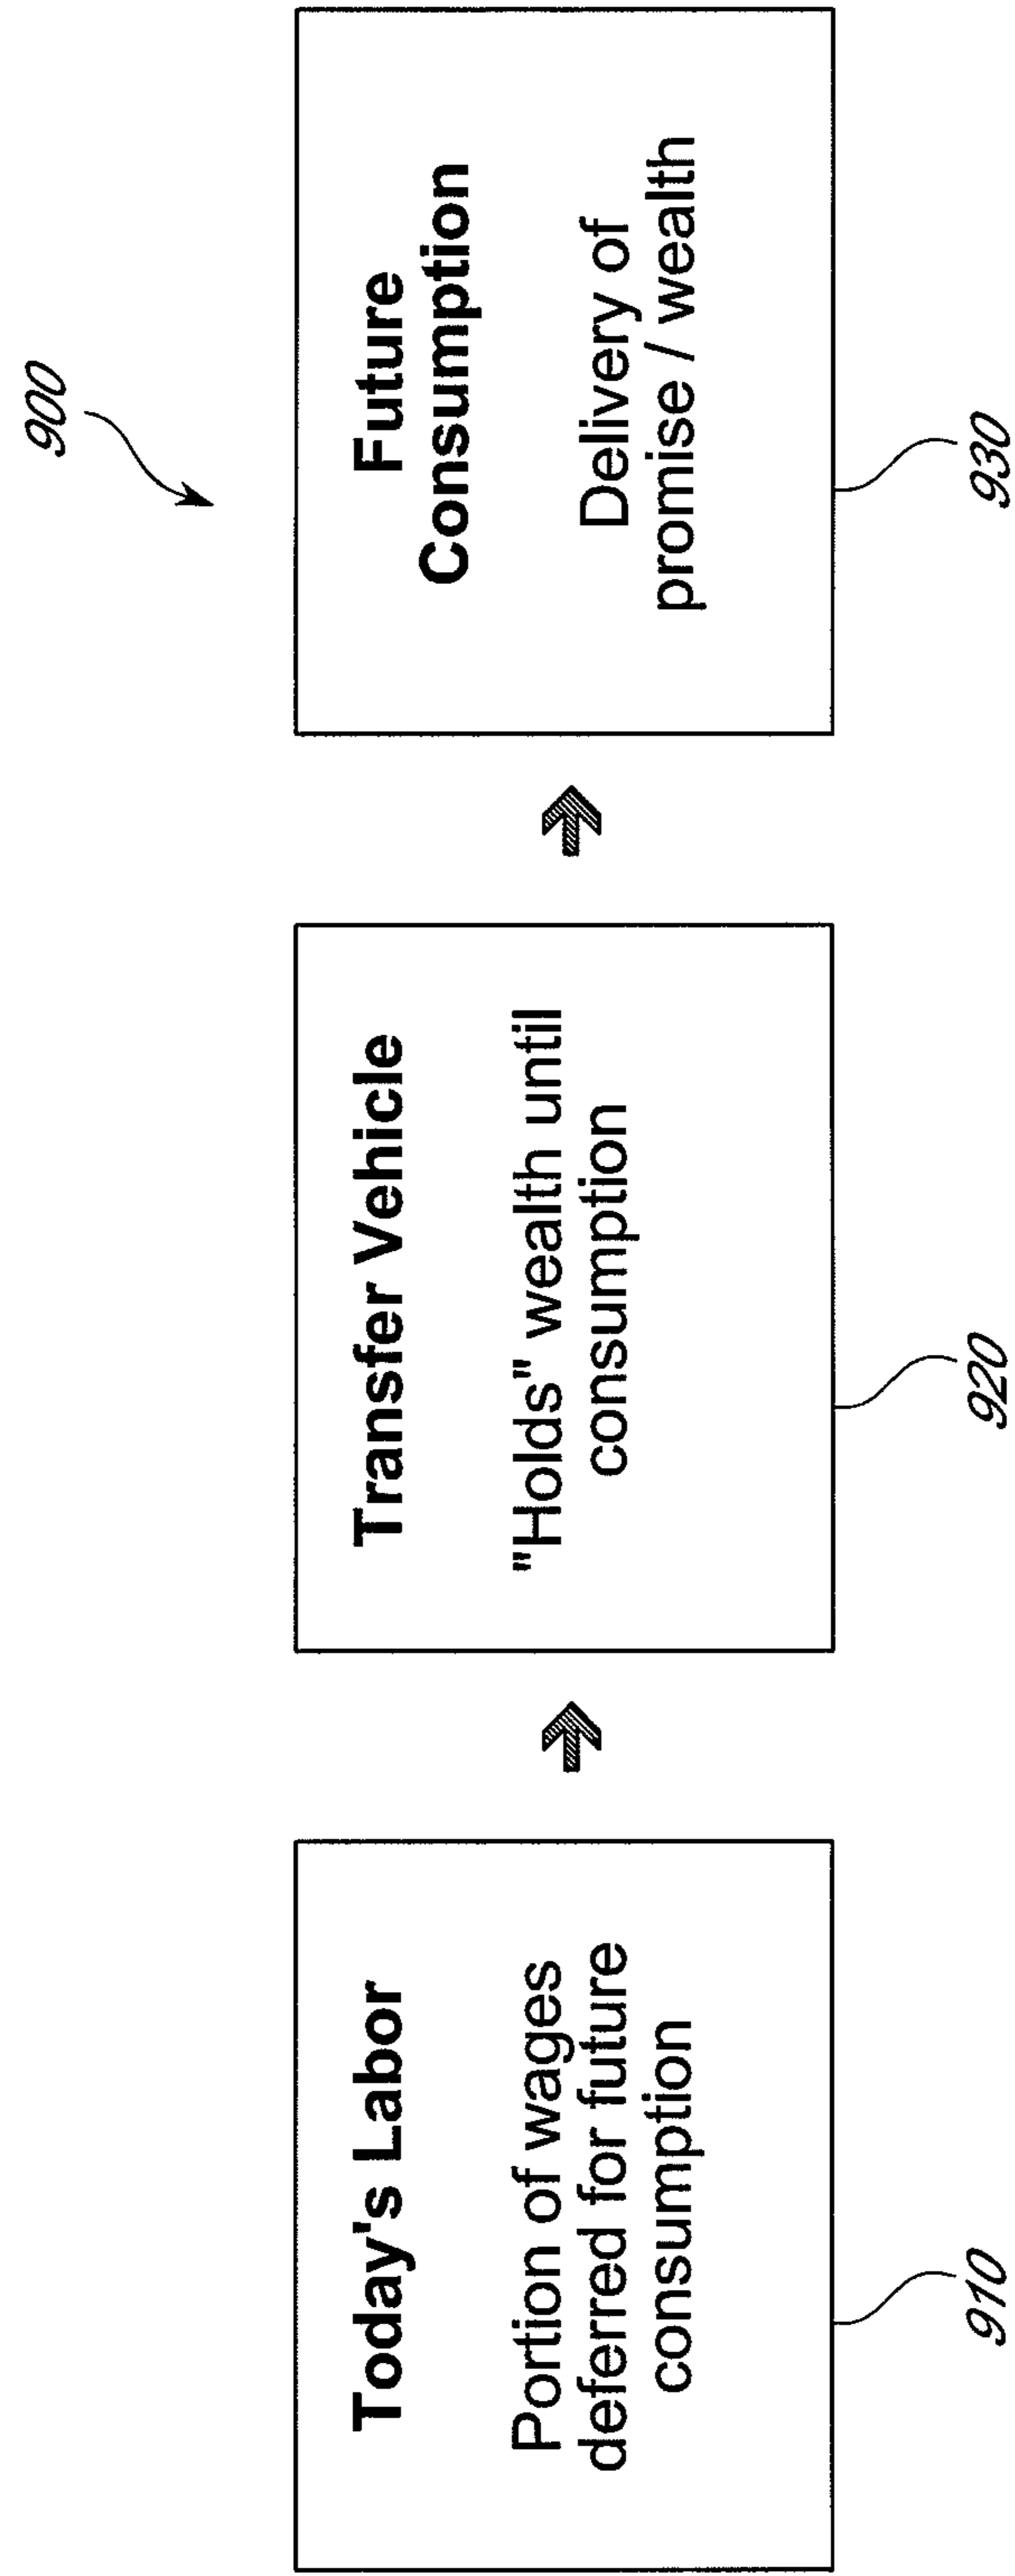 900
Today's Labor
Portion of wages
deferred for future
consumption
910
Transfer Vehicle
"Holds" wealth until
consumption
920
Future
Consumption
Delivery of
promise / wealth
930